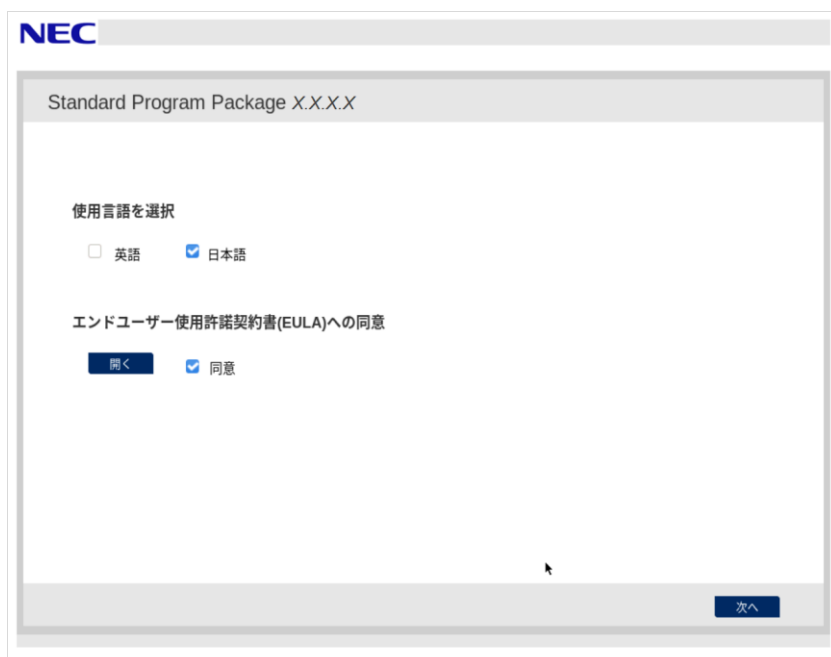 NEC
Standard Program Package X.X.X.X
使用言語を選択
英語 日本語
エンドユーザー使用許諾契約書(EULA)への同意
開く 同意
次へ